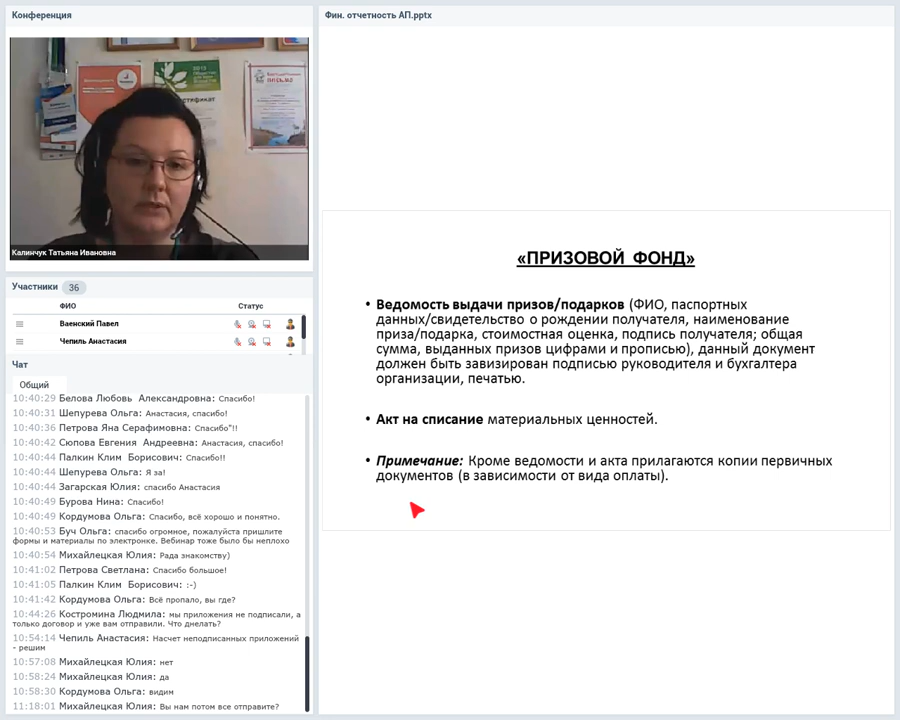 Конференция
письмо
Калинчук Татьяна Ивановна
Участники 36
ФИО Статус
Ваенский Павел
Чепиль Анастасия
Чат
Общий
10:40:29 Белова Любовь Александровна: Спасибо!
10:40:31 Шепурева Ольга: Анастасия, спасибо!
10:40:36 Петрова Яна Серафимовна: Спасибо"!!
10:40:42 Сюпова Евгения Андреевна: Анастасия, спасибо!
10:40:44 Палкин Клим Борисович: Спасибо!!
10:40:44 Шепурева Ольга: Я за!
10:40:44 Загарская Юлия: спасибо Анастасия
10:40:49 Бурова Нина: Спасибо!
10:40:49 Кордумова Ольга: Спасибо, всё хорошо и понятно.
10:40:53 Буч Ольга: спасибо огромное, пожалуйста пришлите
формы и материалы по электронке. Вебинар тоже было бы неплохо
10:40:54 Михайлецкая Юлия: Рада знакомству)
10:41:02 Петрова Светлана: Спасибо большое!
10:41:05 Палкин Клим Борисович: :-)
10:41:42 Кордумова Ольга: Всё пропало, вы где?
10:44:26 Костромина Людмила: мы приложения не подписали, а
только договор и уже вам отправили. Что днелать?
10:54:14 Чепиль Анастасия: Насчет неподписанных приложений
- решим
10:57:08 Михайлецкая Юлия: нет
10:58:24 Михайлецкая Юлия: да
10:58:30 Кордумова Ольга: видим
11:18:01 Михайлецкая Юлия: Вы нам потом все отправите?
Фин. отчетность АП.pptx
«ПРИЗОВОЙ ФОНД»
• Ведомость выдачи призов/подарков (ФИО, паспортных
данных/свидетельство о рождении получателя, наименование
приза/подарка, стоимостная оценка, подпись получателя; общая
сумма, выданных призов цифрами и прописью), данный документ
должен быть завизирован подписью руководителя и бухгалтера
организации, печатью.
• Акт на списание материальных ценностей.
• Примечание: Кроме ведомости и акта прилагаются копии первичных
документов (в зависимости от вида оплаты).